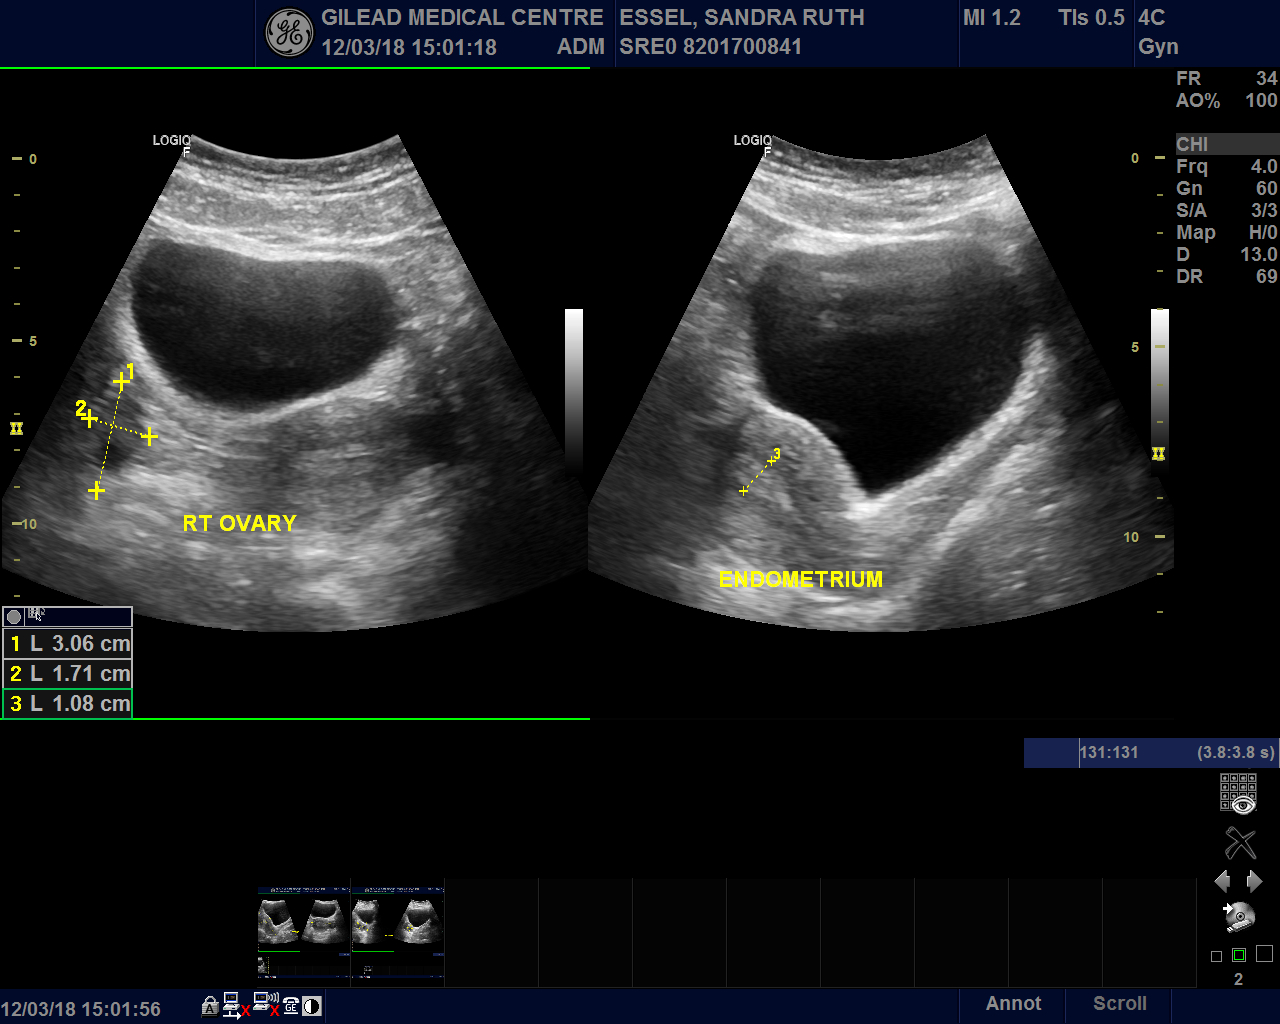 GILEAD MEDICAL CENTRE
12/03/18 15:01:18 ADM
ESSEL, SANDRA RUTH
SRE0 8201700841
MI 1.2 TIs 0.5
4C
Gyn
FR 34
AO% 100
CHI
Frq 4.0
Gn 60
S/A 3/3
Map H/0
D 13.0
DR 69
LOGIQ
F
0
5
10
1
2
RT OVARY
LOGIQ
F
0
5
10
3
ENDOMETRIUM
1 L 3.06 cm
2 L 1.71 cm
3 L 1.08 cm
131:131 (3.8:3.8 s)
2
12/03/18 15:01:56
A
GE
Annot
Scroll